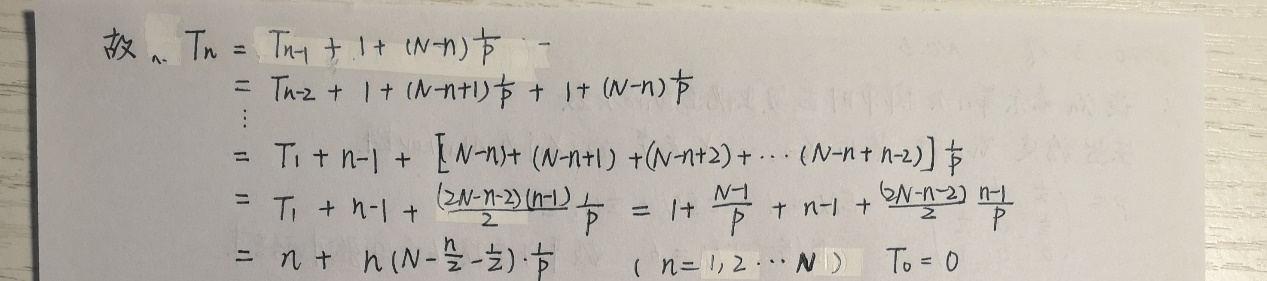 故 Tn = Tn-1 + 1 + (N-n) 1/p
= Tn-2 + 1 + (N-n+1) 1/p + 1 + (N-n) 1/p
⋮
= T1 + n-1 + [N-n)+ (N-n+1) +(N-n+2)+ ··· (N-n+n-2)] 1/p
= T1 + n-1 + (2N-n-2)(n-1)/2 1/p = 1+ N-1/p + n-1 + (2N-n-2)/2 n-1/p
= n + n(N-n/2-1/2)·1/p (n=1,2···N) T0=0